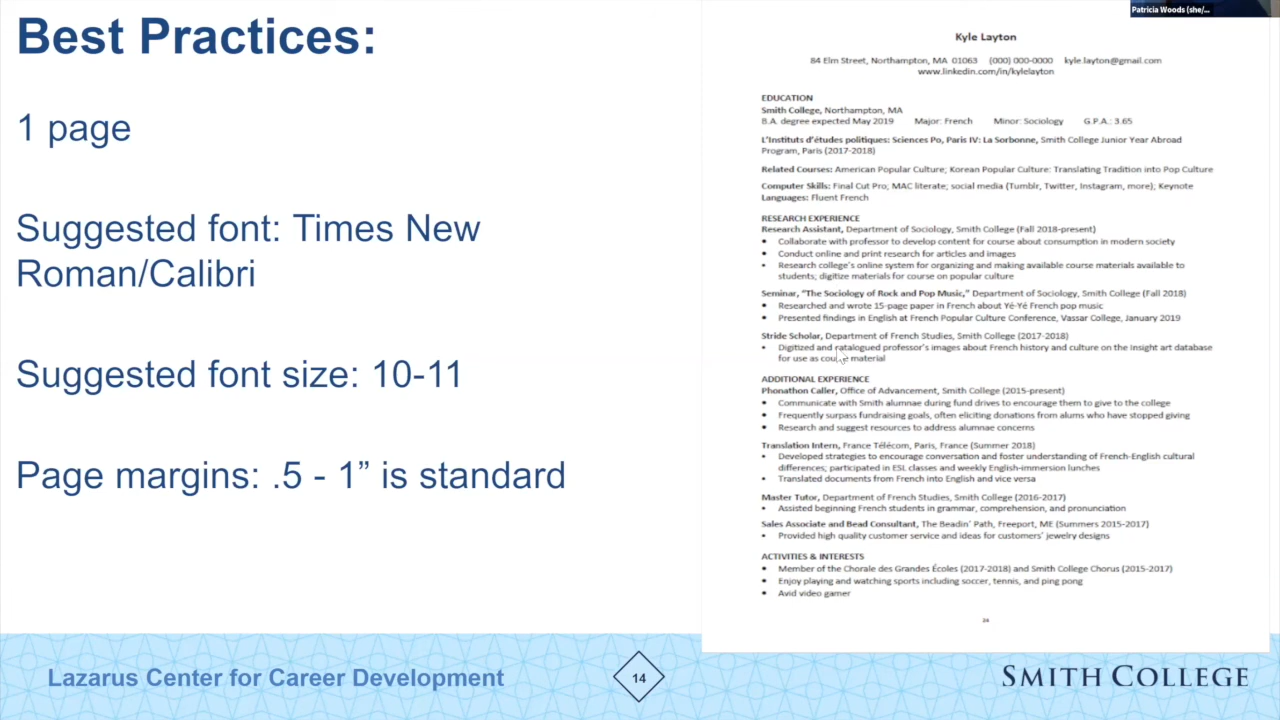 Best Practices:
1 page
Suggested font: Times New
Roman/Calibri
Suggested font size: 10-11
Page margins: .5 - 1” is standard
Patricia Woods (she/...
Kyle Layton
84 Elm Street, Northampton, MA 01063 (000) 000-0000 kyle.layton@gmail.com
www.linkedin.com/in/kylelayton
EDUCATION
Smith College, Northampton, MA
B.A. degree expected May 2019 Major: French Minor: Sociology G.P.A.: 3.65
L’Instituts d’études politiques: Sciences Po, Paris IV: La Sorbonne, Smith College Junior Year Abroad
Program, Paris (2017-2018)
Related Courses: American Popular Culture; Korean Popular Culture: Translating Tradition into Pop Culture
Computer Skills: Final Cut Pro; MAC literate; social media (Tumblr, Twitter, Instagram, more); Keynote
Languages: Fluent French
RESEARCH EXPERIENCE
Research Assistant, Department of Sociology, Smith College (Fall 2018-present)
• Collaborate with professor to develop content for course about consumption in modern society
• Conduct online and print research for articles and images
• Research college’s online system for organizing and making available course materials available to
students; digitize materials for course on popular culture
Seminar, “The Sociology of Rock and Pop Music,” Department of Sociology, Smith College (Fall 2018)
• Researched and wrote 15-page paper in French about Yé-Yé French pop music
• Presented findings in English at French Popular Culture Conference, Vassar College, January 2019
Stride Scholar, Department of French Studies, Smith College (2017-2018)
• Digitized and catalogued professor’s images about French history and culture on the Insight art database
for use as course material
ADDITIONAL EXPERIENCE
Phonathon Caller, Office of Advancement, Smith College (2015-present)
• Communicate with Smith alumnae during fund drives to encourage them to give to the college
• Frequently surpass fundraising goals, often eliciting donations from alums who have stopped giving
• Research and suggest resources to address alumnae concerns
Translation Intern, France Télécom, Paris, France (Summer 2018)
• Developed strategies to encourage conversation and foster understanding of French-English cultural
differences; participated in ESL classes and weekly English-immersion lunches
• Translated documents from French into English and vice versa
Master Tutor, Department of French Studies, Smith College (2016-2017)
• Assisted beginning French students in grammar, comprehension, and pronunciation
Sales Associate and Bead Consultant, The Beadin’ Path, Freeport, ME (Summers 2015-2017)
• Provided high quality customer service and ideas for customers’ jewelry designs
ACTIVITIES & INTERESTS
• Member of the Chorale des Grandes Écoles (2017-2018) and Smith College Chorus (2015-2017)
• Enjoy playing and watching sports including soccer, tennis, and ping pong
• Avid video gamer
24
Lazarus Center for Career Development
14
SMITH COLLEGE